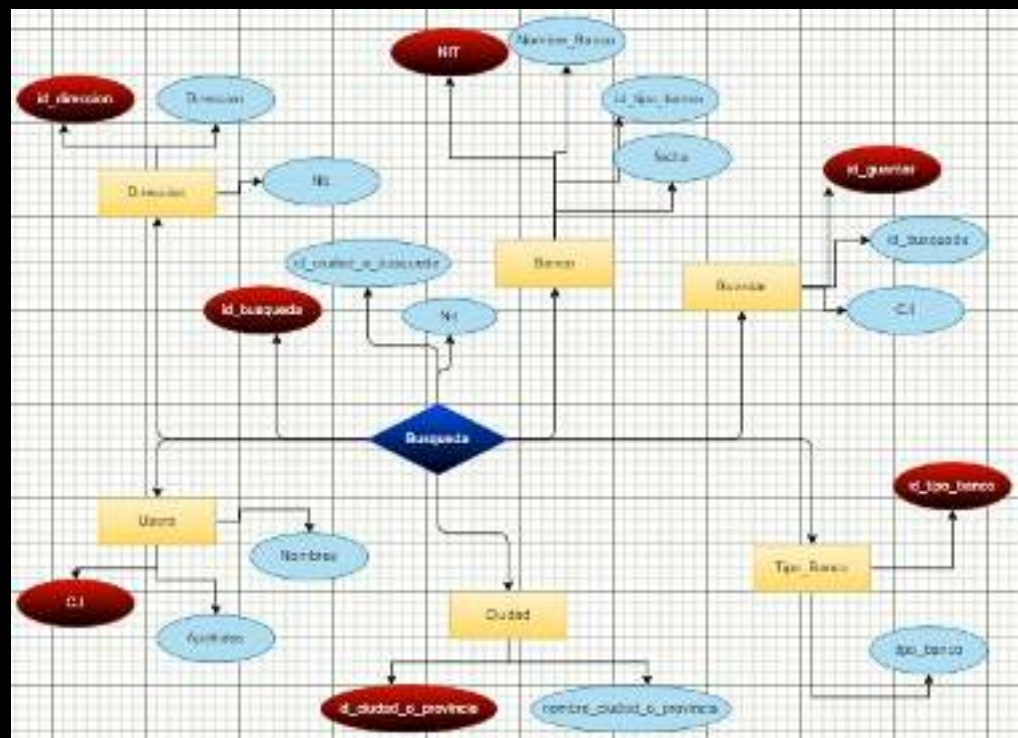 NIT
Nombre_Banco
id_direccion
Direccion
id_tipo_banco
fecha
Direccion
Nit
id_guardar
id_busqueda
id_ciudad_o_busqueda
Banco
Guardar
C.I
id_busqueda
Nit
Busqueda
id_tipo_banco
Usuario
Nombres
Tipo_Banco
C.I
Apellidos
Ciudad
tipo_banco
id_ciudad_o_provincia
nombre_ciudad_o_provincia